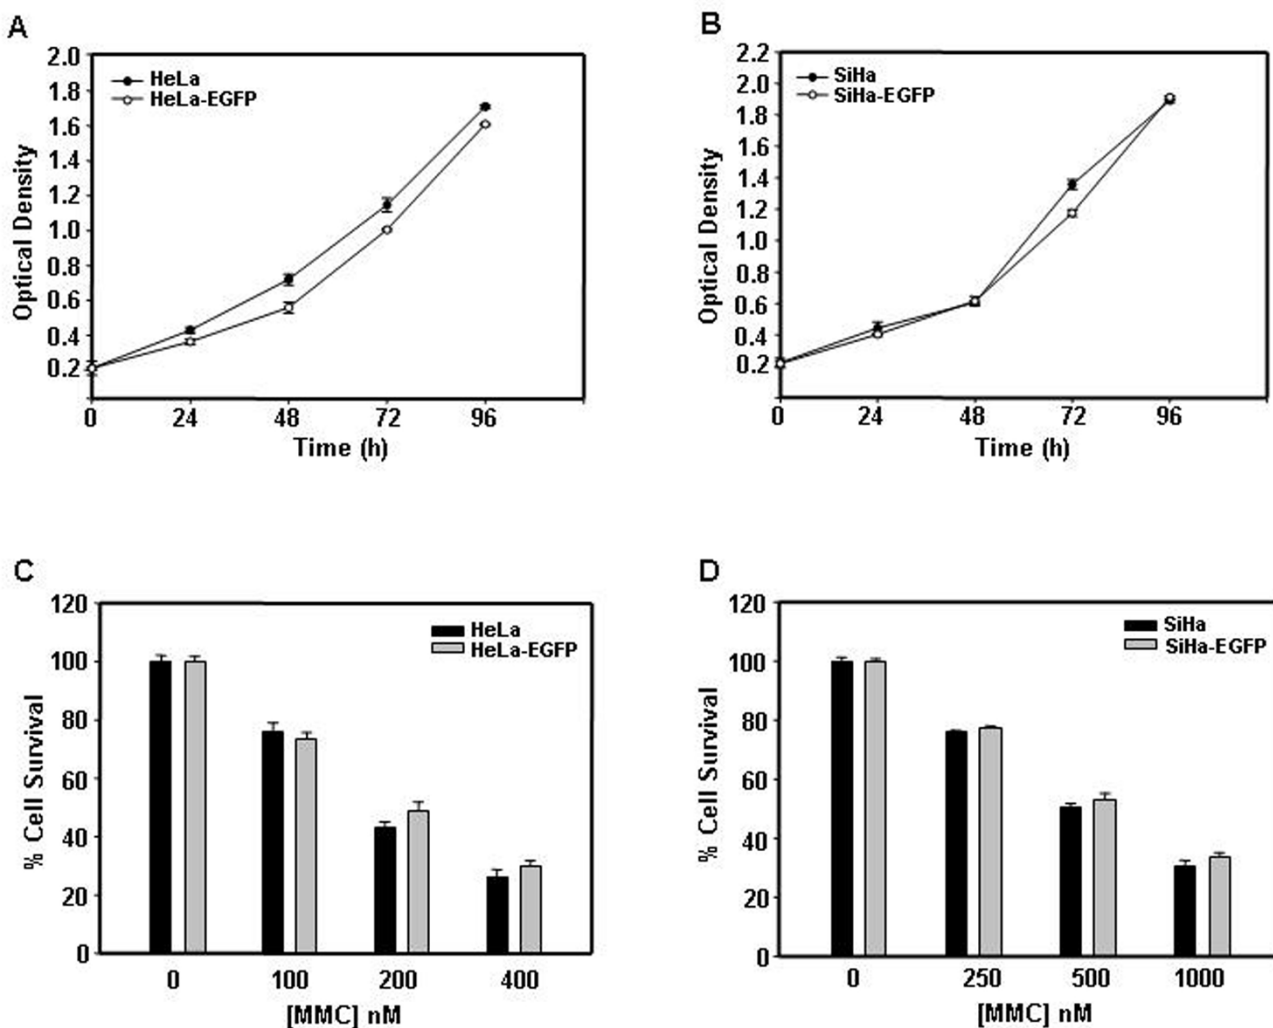 A
2.0
1.8
1.6
1.4
1.2
1.0
0.8
0.6
0.4
0.2
Optical Density
HeLa
HeLa-EGFP
0 24 48 72 96
Time (h)
B
2.2
2.0
1.8
1.6
1.4
1.2
1.0
0.8
0.6
0.4
0.2
Optical Density
SiHa
SiHa-EGFP
0 24 48 72 96
Time (h)
C
120
100
80
60
40
20
0
% Cell Survival
HeLa
HeLa-EGFP
0 100 200 400
[MMC] nM
D
120
100
80
60
40
20
0
% Cell Survival
SiHa
SiHa-EGFP
0 250 500 1000
[MMC] nM